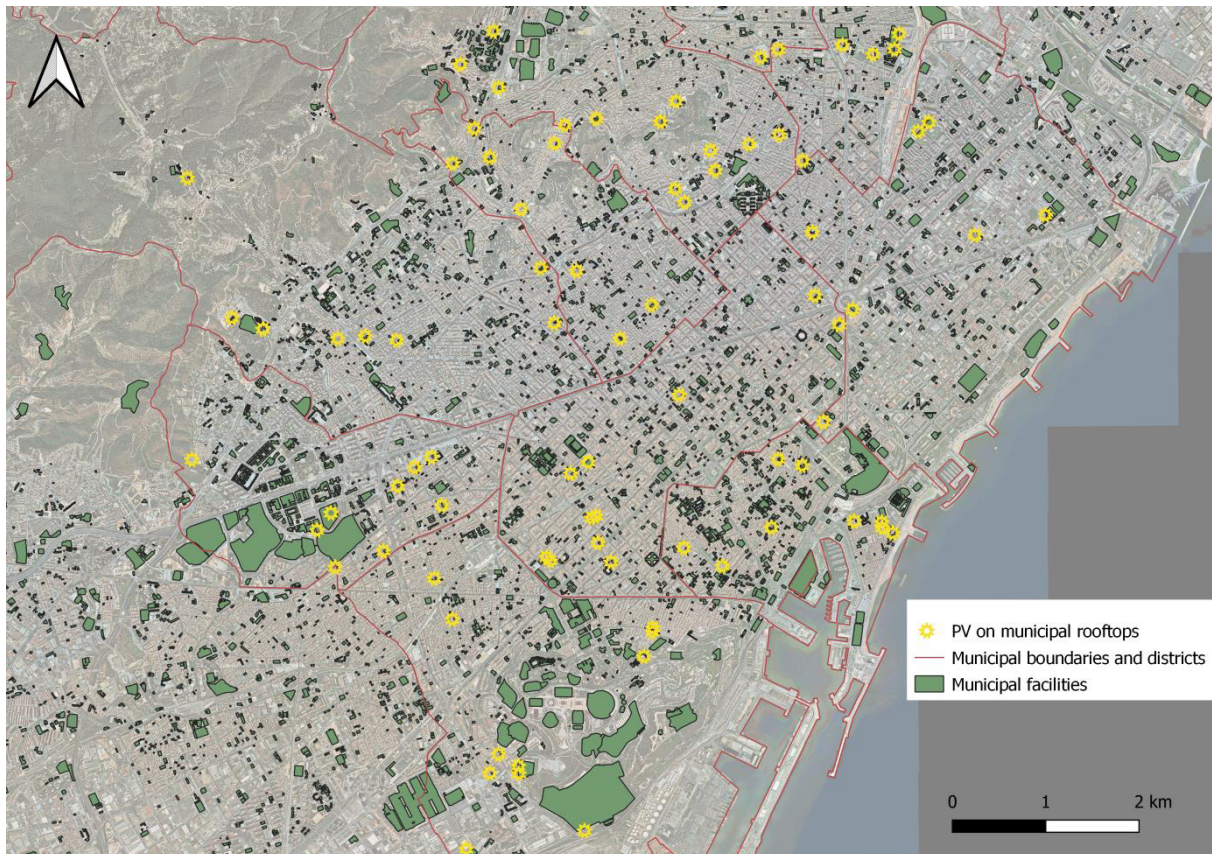 PV on municipal rooftops
Municipal boundaries and districts
Municipal facilities
0 1 2 km